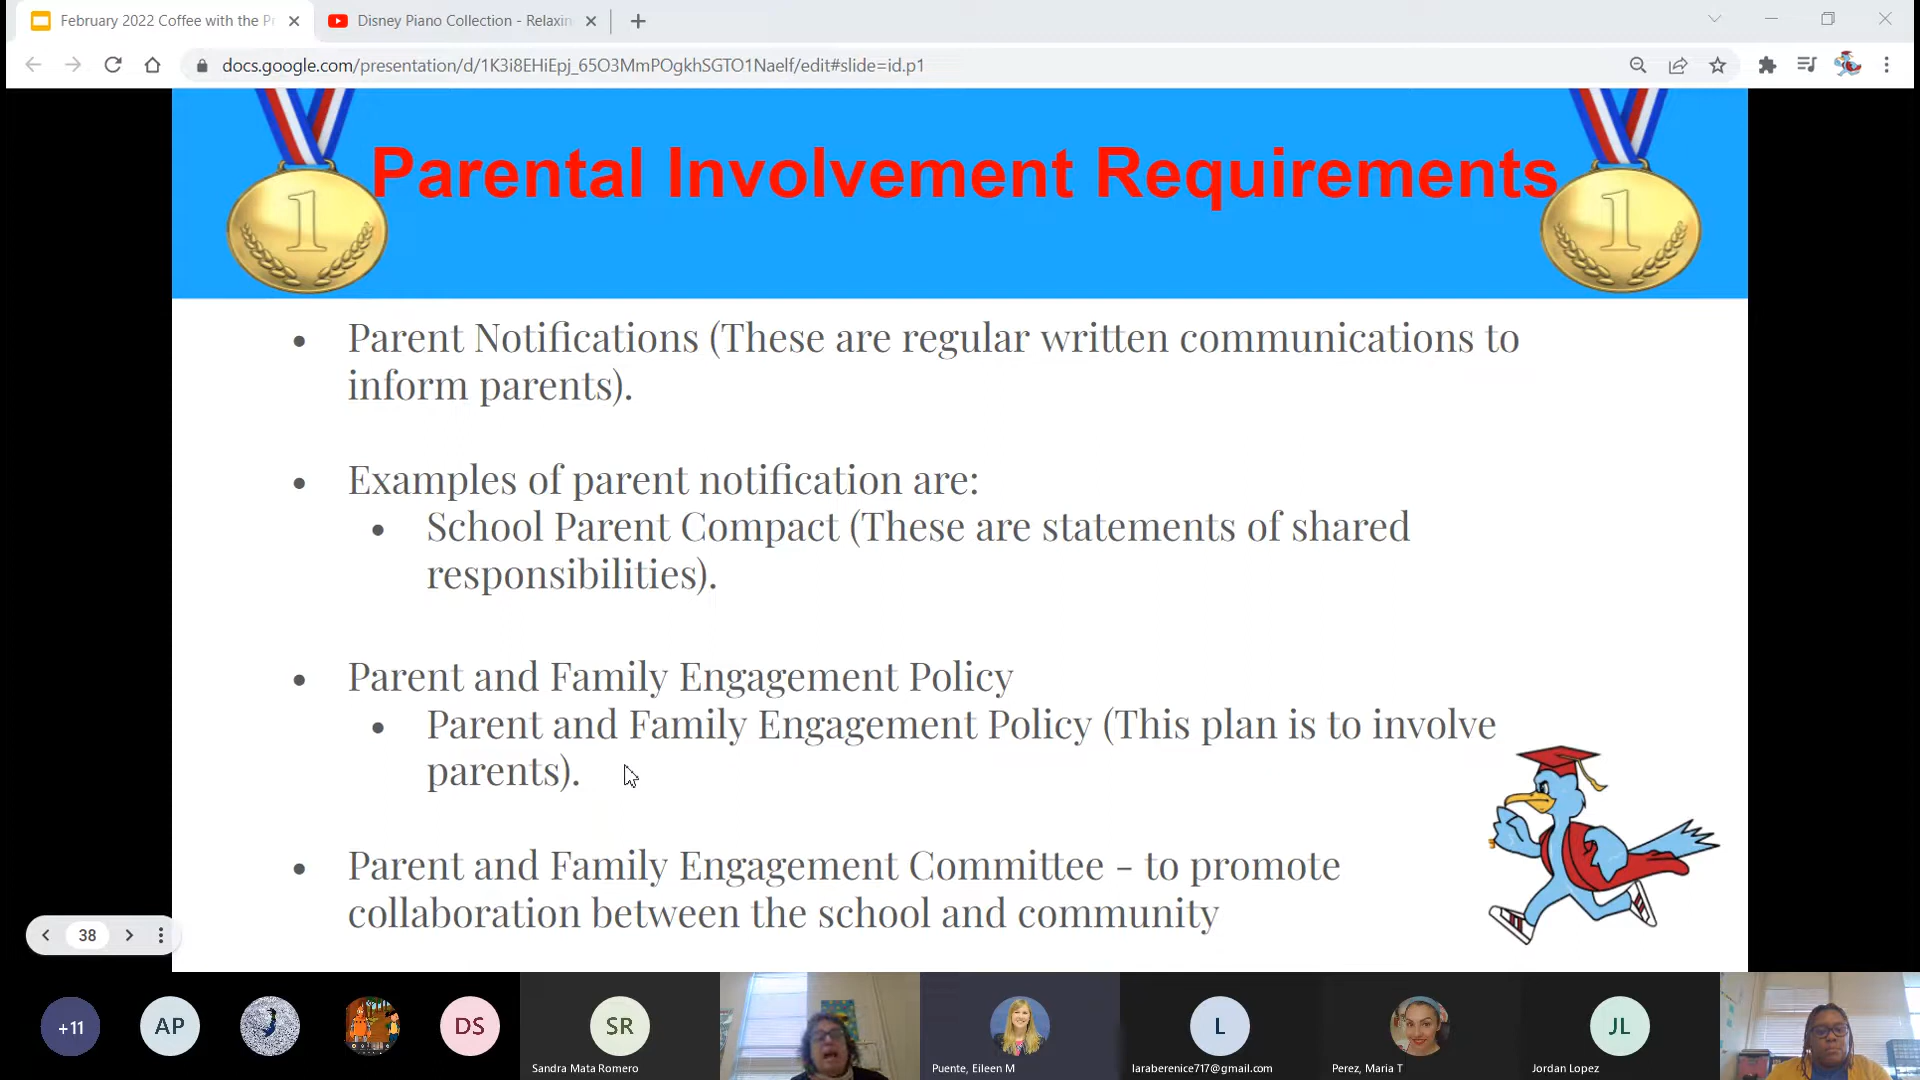 February 2022 Coffee with the P
Disney Piano Collection - Relaxin
docs.google.com/presentation/d/1K3i8EHiEpj_65O3MmPOgkhSGTO1Naelf/edit#slide=id.p1
1
1
Parental Involvement Requirements
• Parent Notifications (These are regular written communications to
inform parents).
• Examples of parent notification are:
• School Parent Compact (These are statements of shared
responsibilities).
• Parent and Family Engagement Policy
• Parent and Family Engagement Policy (This plan is to involve
parents).
• Parent and Family Engagement Committee - to promote
collaboration between the school and community
38
+11
AP
DS
SR
L
JL
Sandra Mata Romero
Puente, Eileen M
laraberenice717@gmail.com
Perez, Maria T
Jordan Lopez